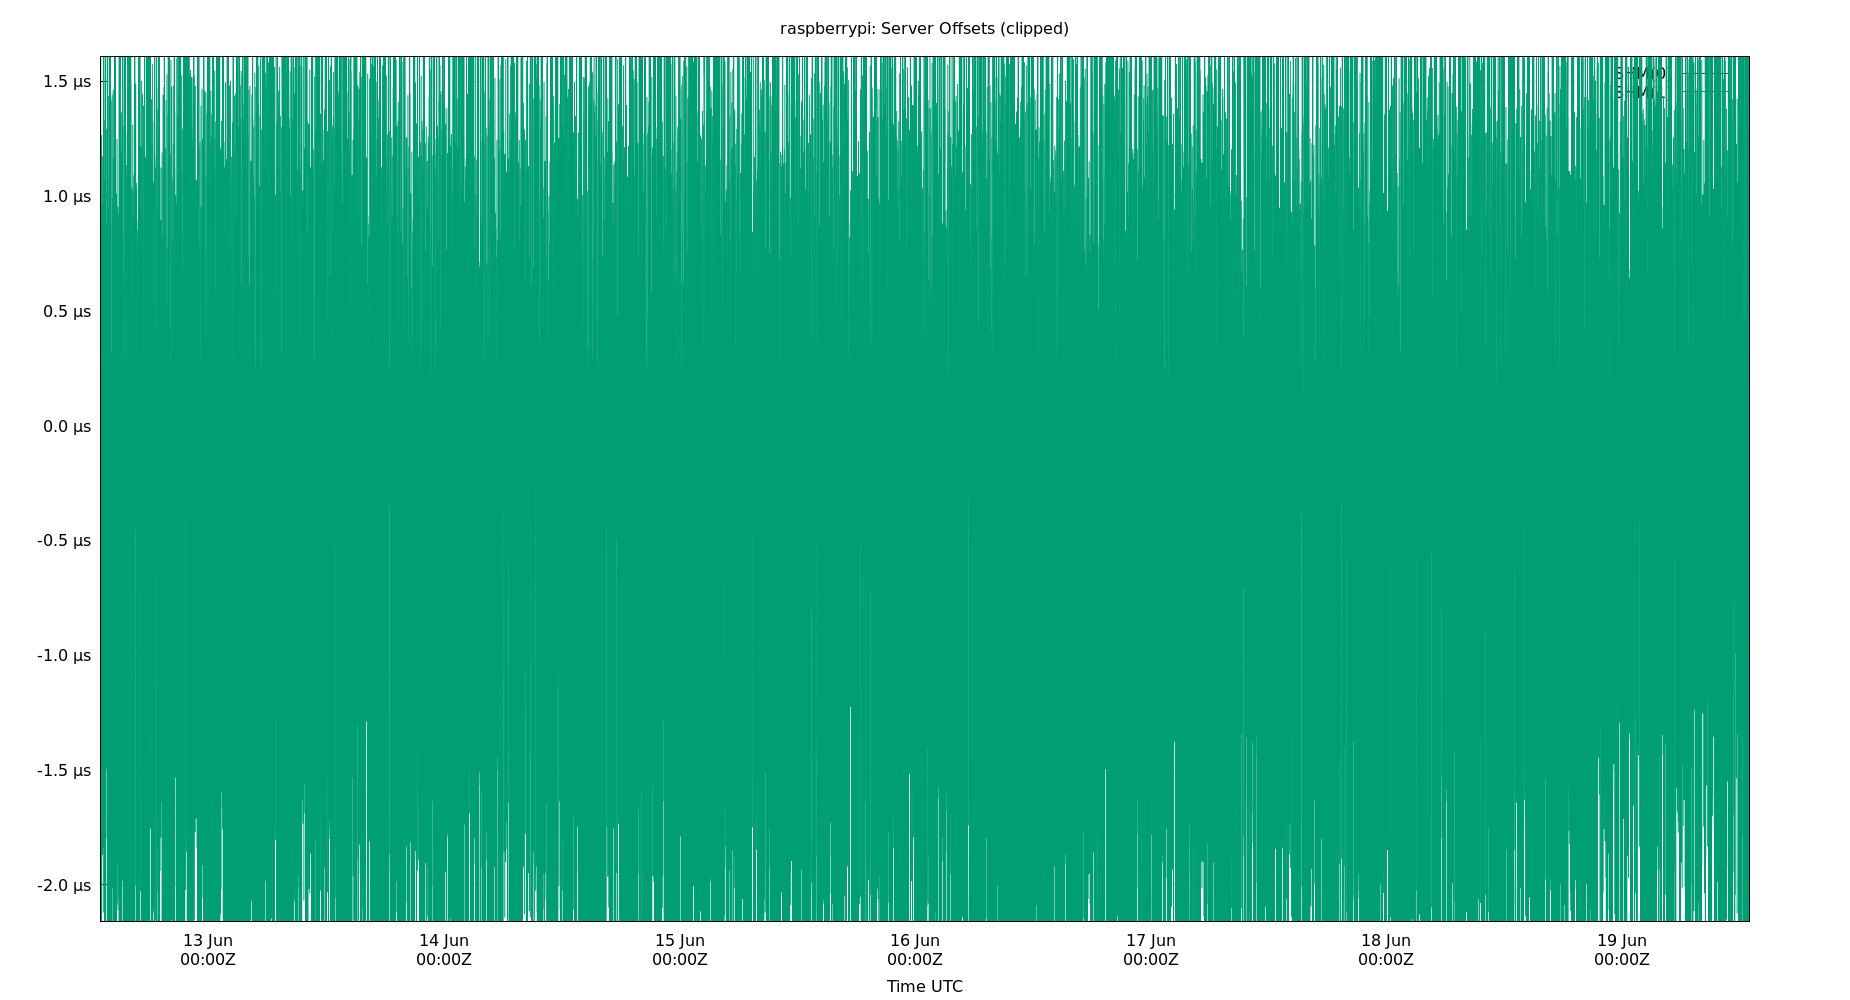 raspberrypi: Server Offsets (clipped)
1.5 µs
1.0 µs
0.5 µs
0.0 µs
-0.5 µs
-1.0 µs
-1.5 µs
-2.0 µs
13 Jun 14 Jun 15 Jun 16 Jun 17 Jun 18 Jun 19 Jun
00:00Z 00:00Z 00:00Z 00:00Z 00:00Z 00:00Z 00:00Z
Time UTC